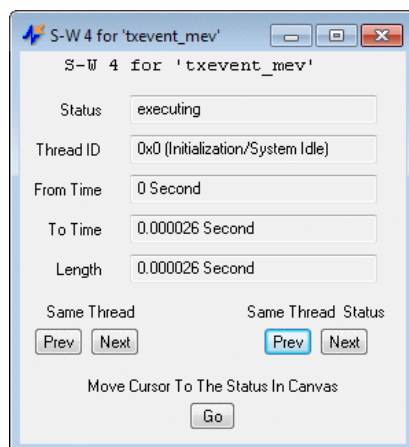 S-W 4 for 'txevent_mev'
S-W 4 for 'txevent_mev'
Status executing
Thread ID 0x0 (Initialization/System Idle)
From Time 0 Second
To Time 0.000026 Second
Length 0.000026 Second
Same Thread Same Thread Status
Prev Next Prev Next
Move Cursor To The Status In Canvas
Go